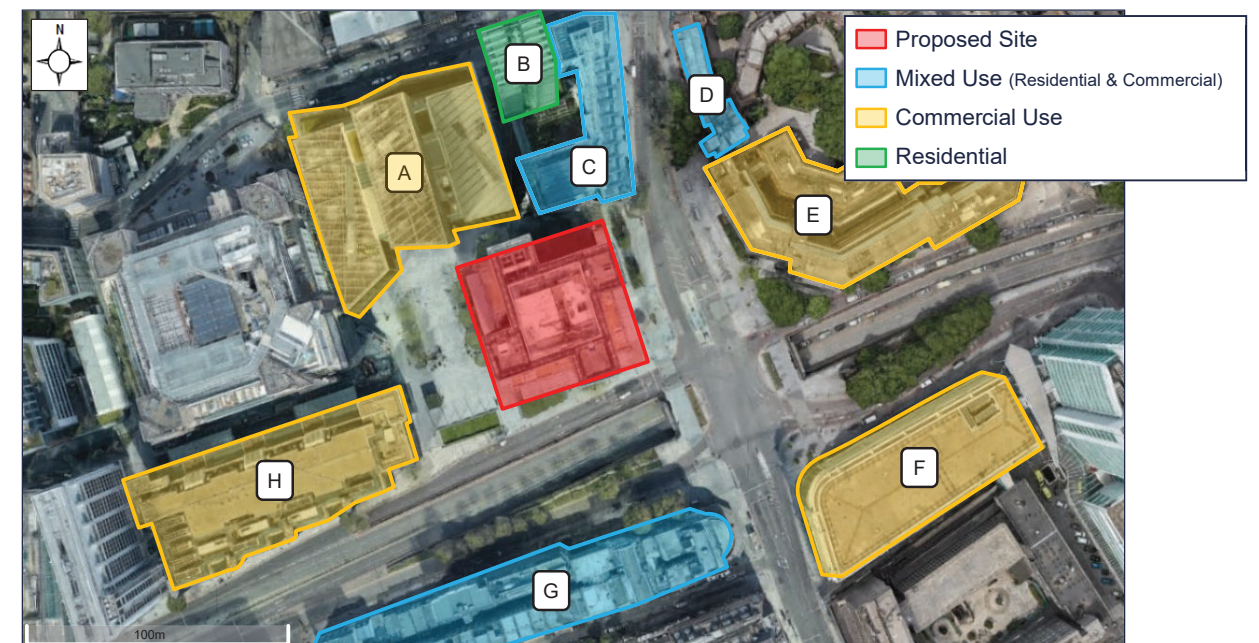 N
Proposed Site
Mixed Use (Residential & Commercial)
Commercial Use
Residential
B
D
C
A
E
F
H
G
100m